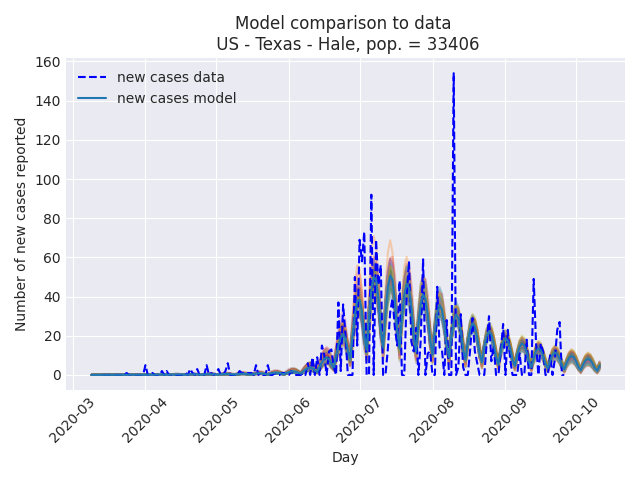 Model comparison to data
US - Texas - Hale, pop. = 33406
new cases data
new cases model
Number of new cases reported
160
140
120
100
80
60
40
20
0
2020-03
2020-04
2020-05
2020-06
2020-07
2020-08
2020-09
2020-10
Day